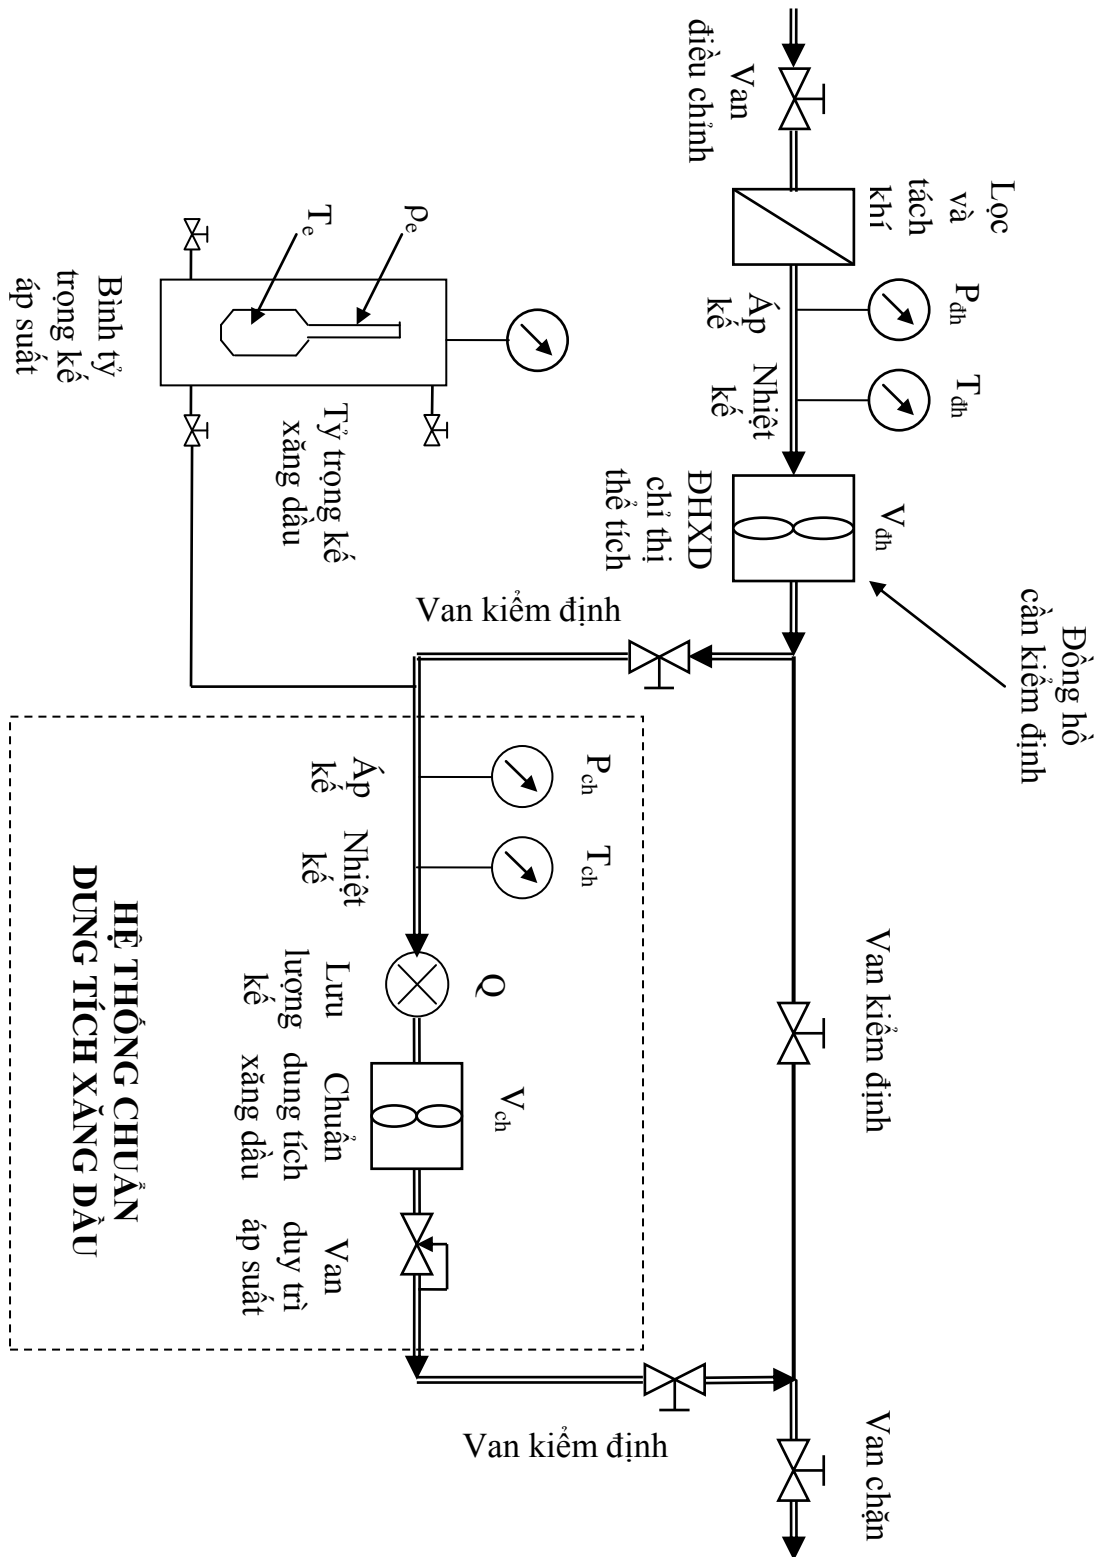 Van
điều chỉnh
Lọc
và
tách
khí
P đh
Áp
kế
T đh
Nhiệt
kế
V đh
ĐHXD
chỉ thị
thể tích
Đồng hồ
cần kiểm định
T e
ρ e
Bình tỷ
trọng kế
áp suất
Tỷ trọng kế
xăng dầu
Van kiểm định
Van kiểm định
Van kiểm định
Van chặn
P ch
Áp
kế
T ch
Nhiệt
kế
Q
Lưu
lượng
kế
V ch
Chuẩn
dung tích
xăng dầu
Van
duy trì
áp suất
HỆ THỐNG CHUẨN
DUNG TÍCH XĂNG DẦU